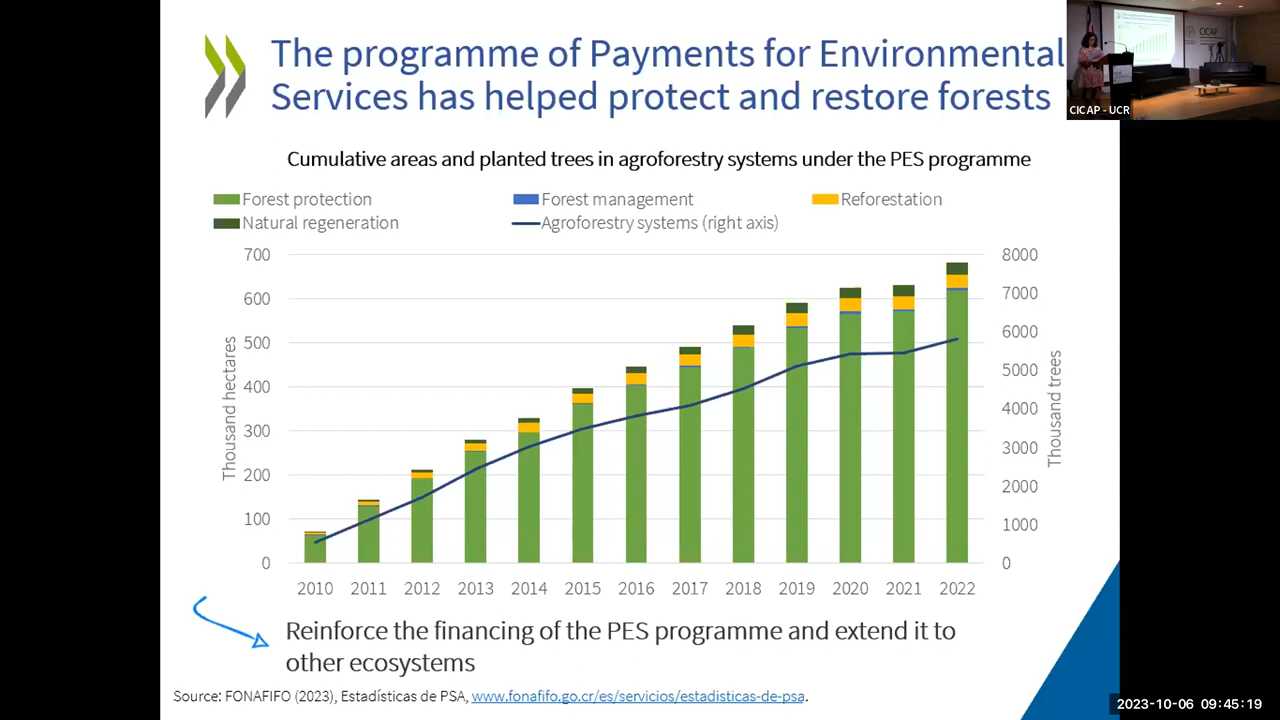 The programme of Payments for Environmental
Services has helped protect and restore forests
CICAP
CICAP - UCR
Cumulative areas and planted trees in agroforestry systems under the PES programme
Forest protection
Forest management
Reforestation
Natural regeneration
Agroforestry systems (right axis)
700
600
500
400
300
200
100
0
Thousand hectares
8000
7000
6000
5000
4000
3000
2000
1000
0
Thousand trees
2010 2011 2012 2013 2014 2015 2016 2017 2018 2019 2020 2021 2022
Reinforce the financing of the PES programme and extend it to
other ecosystems
Source: FONAFIFO (2023), Estadísticas de PSA, www.fonafifo.go.cr/es/servicios/estadisticas-de-psa.
2023-10-06 09:45:19